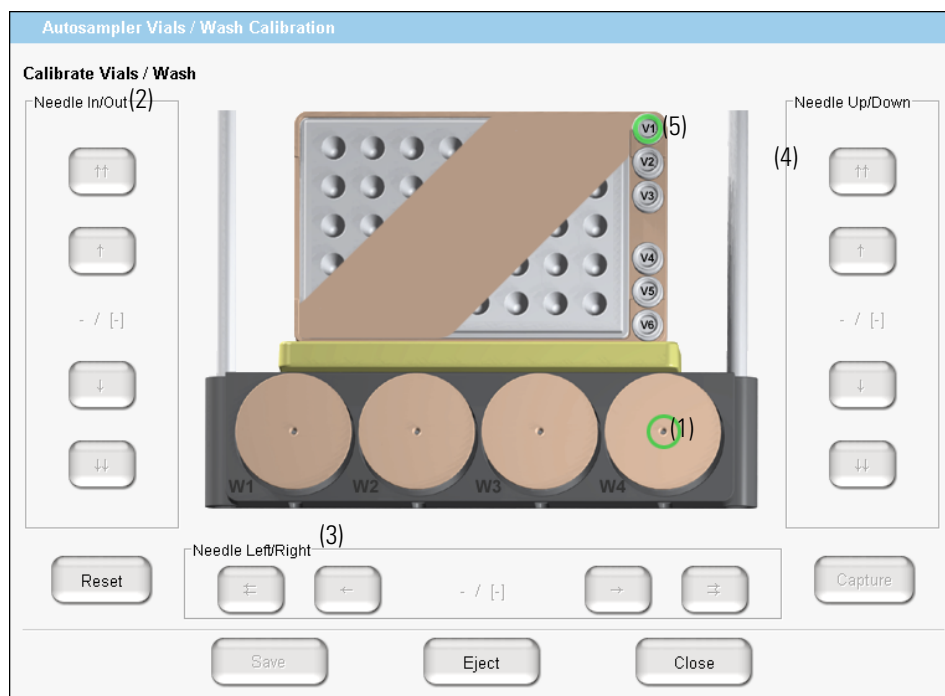 Autosampler Vials / Wash Calibration
Calibrate Vials / Wash
Needle In/Out (2)
Needle Up/Down
(4)
↑↑
↑
- / [-]
↓
↓↓
V1 (5)
V2
V3
V4
V5
V6
(1)
W1 W2 W3 W4
↑↑
↑
- / [-]
↓
↓↓
(3)
Needle Left/Right
⇇ ← - / [-] → ⇉
Reset
Capture
Save Eject Close